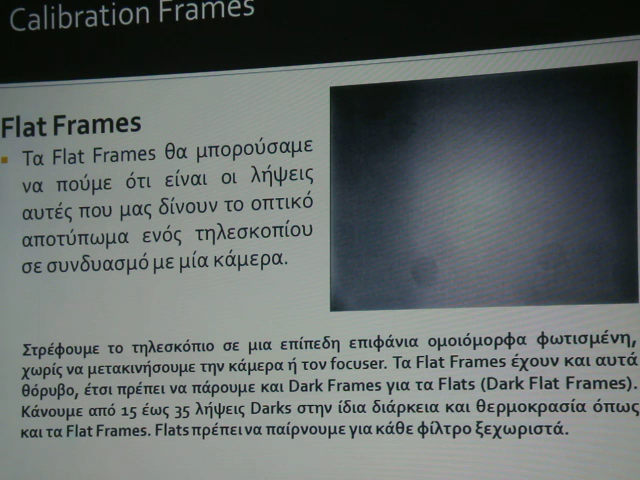 Calibration Frames
Flat Frames
Τα Flat Frames θα μπορούσαμε
να πούμε ότι είναι οι λήψεις
αυτές που μας δίνουν το οπτικό
αποτύπωμα ενός τηλεσκοπίου
σε συνδυασμό με μία κάμερα.
Στρέφουμε το τηλεσκόπιο σε μια επίπεδη επιφάνια ομοιόμορφα φωτισμένη,
χωρίς να μετακινήσουμε την κάμερα ή τον focuser. Τα Flat Frames έχουν και αυτά
θόρυβο, έτσι πρέπει να πάρουμε και Dark Frames για τα Flats (Dark Flat Frames).
Κάνουμε από 15 έως 35 λήψεις Darks στην ίδια διάρκεια και θερμοκρασία όπως
και τα Flat Frames. Flats πρέπει να παίρνουμε για κάθε φίλτρο ξεχωριστά.